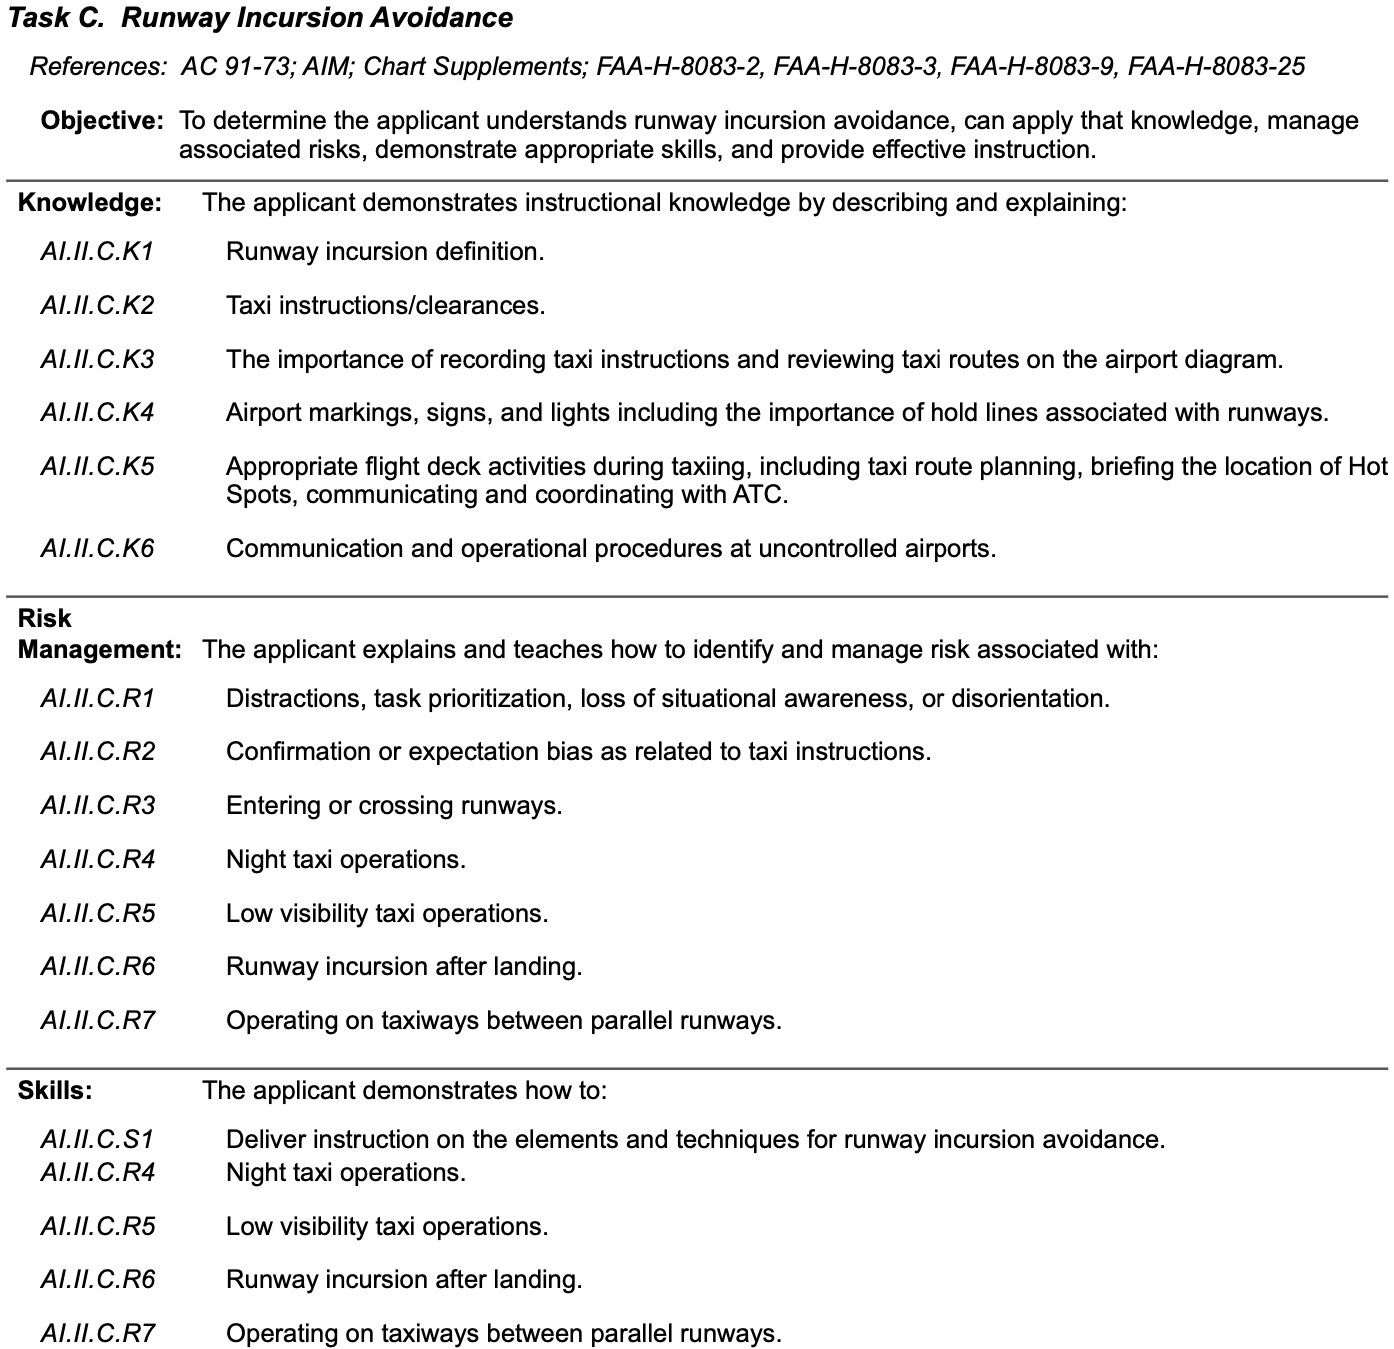 Task C. Runway Incursion Avoidance
References: AC 91-73; AIM; Chart Supplements; FAA-H-8083-2, FAA-H-8083-3, FAA-H-8083-9, FAA-H-8083-25
Objective: To determine the applicant understands runway incursion avoidance, can apply that knowledge, manage
associated risks, demonstrate appropriate skills, and provide effective instruction.
Knowledge: The applicant demonstrates instructional knowledge by describing and explaining:
AI.II.C.K1 Runway incursion definition.
AI.II.C.K2 Taxi instructions/clearances.
AI.II.C.K3 The importance of recording taxi instructions and reviewing taxi routes on the airport diagram.
AI.II.C.K4 Airport markings, signs, and lights including the importance of hold lines associated with runways.
AI.II.C.K5 Appropriate flight deck activities during taxiing, including taxi route planning, briefing the location of Hot
Spots, communicating and coordinating with ATC.
AI.II.C.K6 Communication and operational procedures at uncontrolled airports.
Risk
Management: The applicant explains and teaches how to identify and manage risk associated with:
AI.II.C.R1 Distractions, task prioritization, loss of situational awareness, or disorientation.
AI.II.C.R2 Confirmation or expectation bias as related to taxi instructions.
AI.II.C.R3 Entering or crossing runways.
AI.II.C.R4 Night taxi operations.
AI.II.C.R5 Low visibility taxi operations.
AI.II.C.R6 Runway incursion after landing.
AI.II.C.R7 Operating on taxiways between parallel runways.
Skills: The applicant demonstrates how to:
AI.II.C.S1 Deliver instruction on the elements and techniques for runway incursion avoidance.
AI.II.C.R4 Night taxi operations.
AI.II.C.R5 Low visibility taxi operations.
AI.II.C.R6 Runway incursion after landing.
AI.II.C.R7 Operating on taxiways between parallel runways.